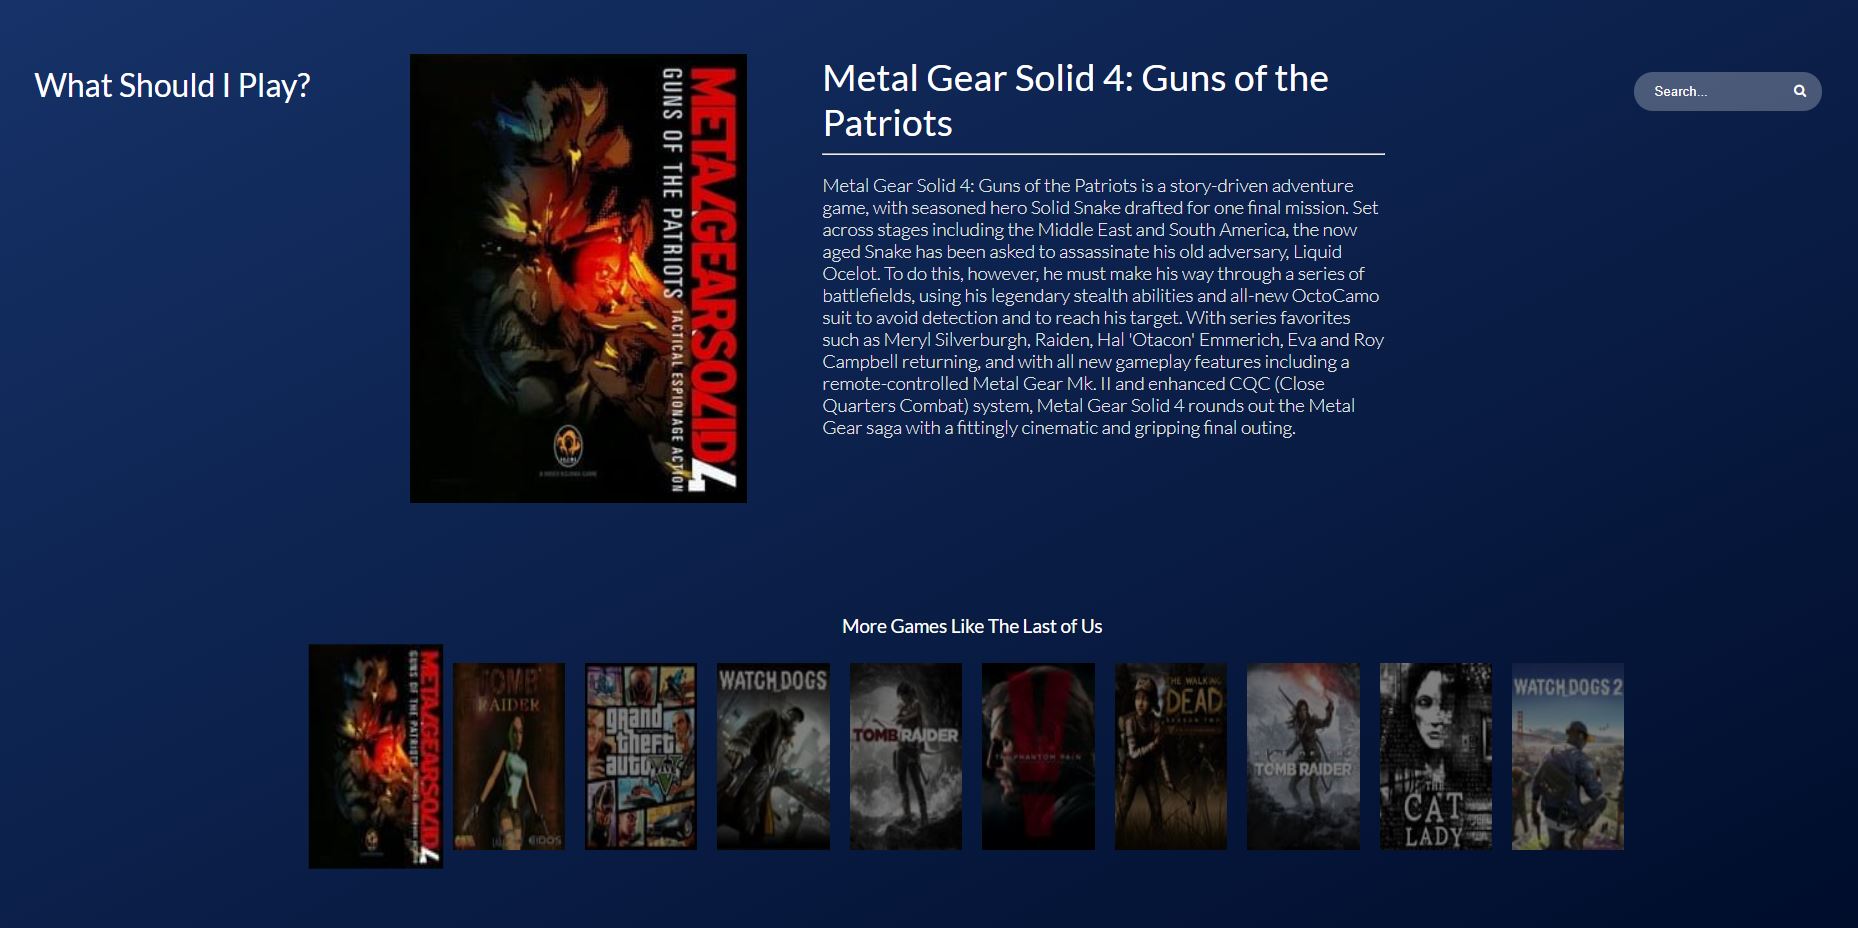 What Should I Play?
METAL GEAR SOLID 4
GUNS OF THE PATRIOTS TACTICAL ESPIONAGE ACTION
Metal Gear Solid 4: Guns of the
Patriots
Search...
Metal Gear Solid 4: Guns of the Patriots is a story-driven adventure
game, with seasoned hero Solid Snake drafted for one final mission. Set
across stages including the Middle East and South America, the now
aged Snake has been asked to assassinate his old adversary, Liquid
Ocelot. To do this, however, he must make his way through a series of
battlefields, using his legendary stealth abilities and all-new OctoCamo
suit to avoid detection and to reach his target. With series favorites
such as Meryl Silverburgh, Raiden, Hal 'Otacon' Emmerich, Eva and Roy
Campbell returning, and with all new gameplay features including a
remote-controlled Metal Gear Mk. II and enhanced CQC (Close
Quarters Combat) system, Metal Gear Solid 4 rounds out the Metal
Gear saga with a fittingly cinematic and gripping final outing.
More Games Like The Last of Us
METAL GEAR SOLID 4
GUNS OF THE PATRIOTS
TOMB
RAIDER
EIDOS
grand
theft
auto V
WATCH DOGS
TOMB RAIDER
THE PHANTOM PAIN
THE WALKING
DEAD
SEASON TWO
TOMB RAIDER
THE
CAT
LADY
WATCH DOGS 2